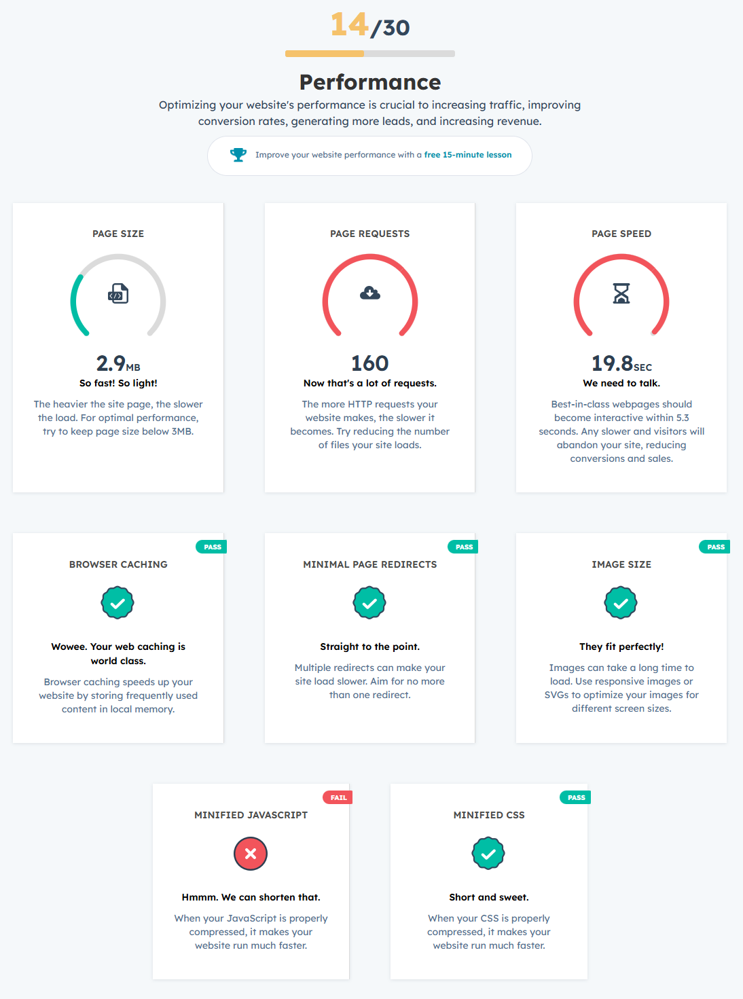 14/30
Performance
Optimizing your website's performance is crucial to increasing traffic, improving
conversion rates, generating more leads, and increasing revenue.
Improve your website performance with a free 15-minute lesson
PAGE SIZE
2.9MB
So fast! So light!
The heavier the site page, the slower
the load. For optimal performance,
try to keep page size below 3MB.
PAGE REQUESTS
160
Now that's a lot of requests.
The more HTTP requests your
website makes, the slower it
becomes. Try reducing the number
of files your site loads.
PAGE SPEED
19.8SEC
We need to talk.
Best-in-class webpages should
become interactive within 5.3
seconds. Any slower and visitors will
abandon your site, reducing
conversions and sales.
PASS
BROWSER CACHING
Wowee. Your web caching is
world class.
Browser caching speeds up your
website by storing frequently used
content in local memory.
PASS
MINIMAL PAGE REDIRECTS
Straight to the point.
Multiple redirects can make your
site load slower. Aim for no more
than one redirect.
PASS
IMAGE SIZE
They fit perfectly!
Images can take a long time to
load. Use responsive images or
SVGs to optimize your images for
different screen sizes.
FAIL
MINIFIED JAVASCRIPT
Hmmm. We can shorten that.
When your JavaScript is properly
compressed, it makes your
website run much faster.
PASS
MINIFIED CSS
Short and sweet.
When your CSS is properly
compressed, it makes your
website run much faster.